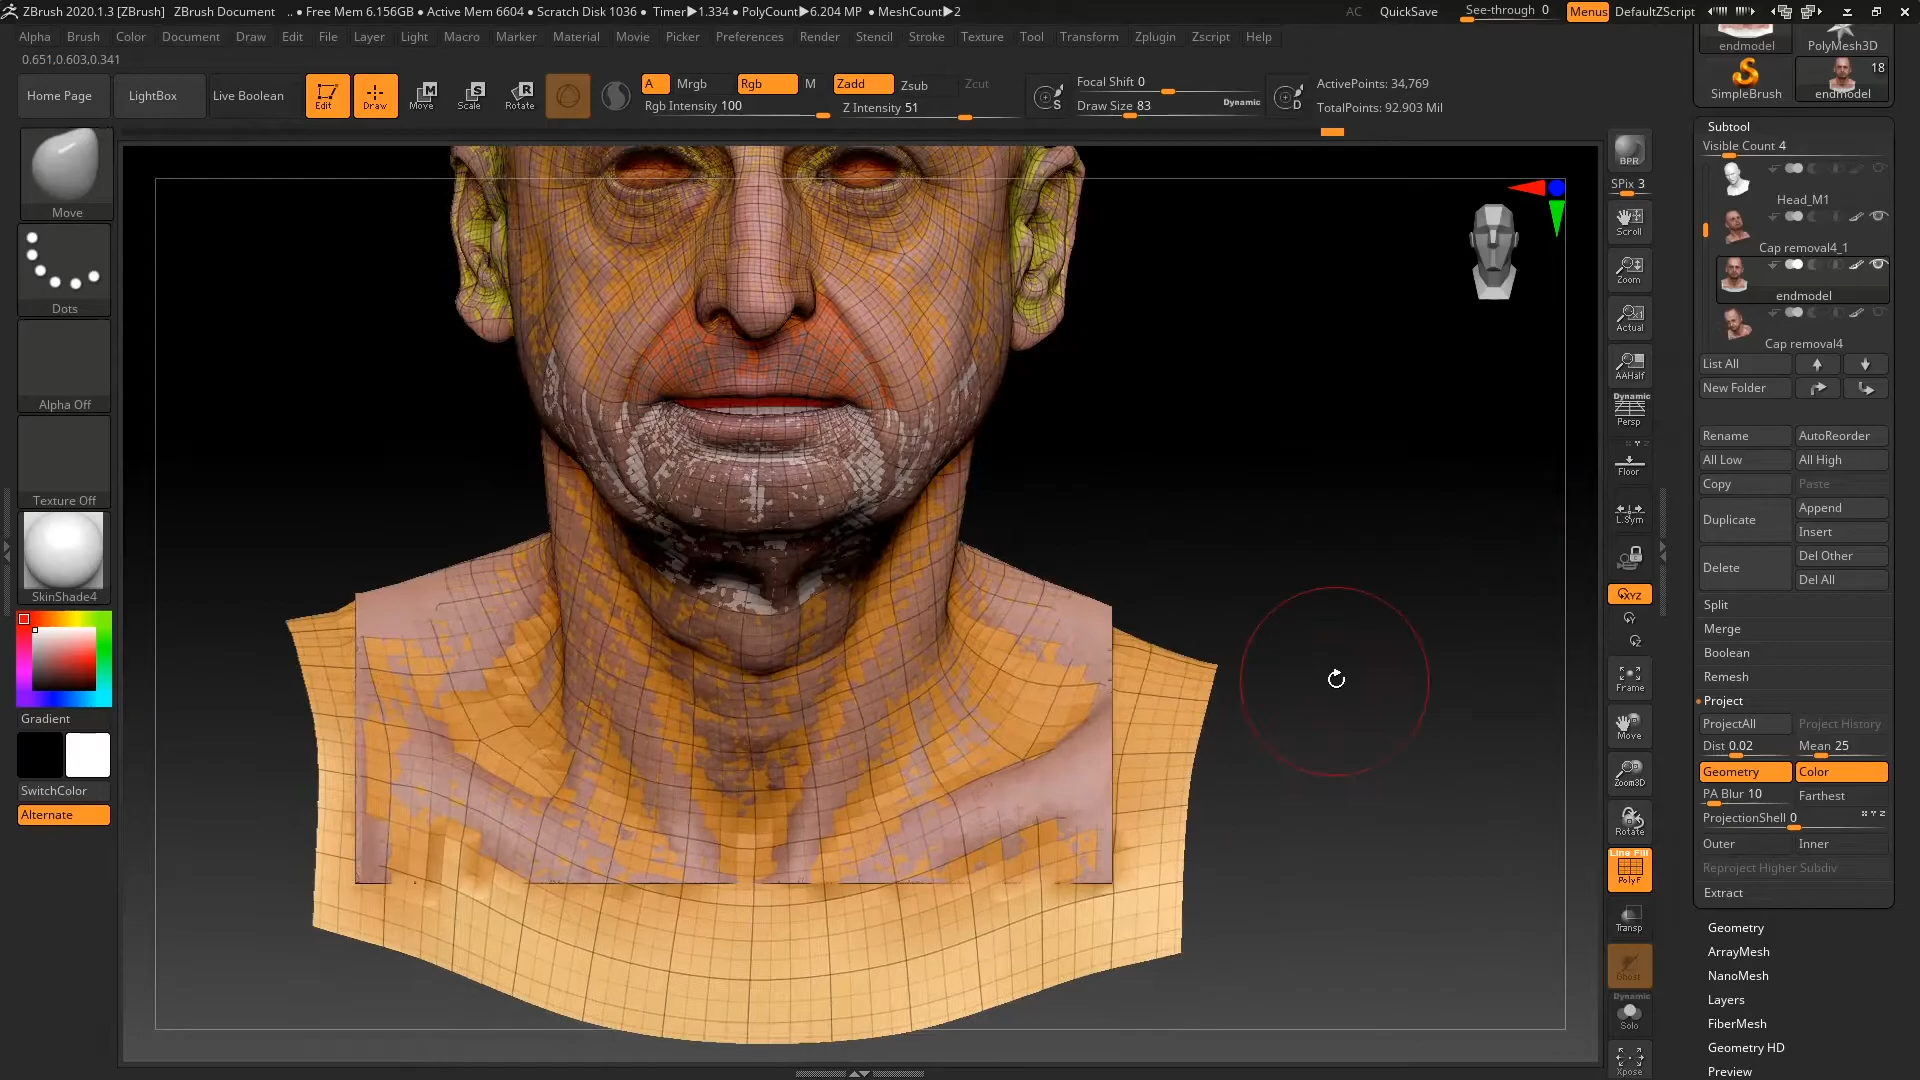 ZBrush 2020.1.3 [ZBrush] ZBrush Document .. • Free Mem 6.156GB • Active Mem 6604 • Scratch Disk 1036 • Timer▶1.334 • PolyCount▶6.204 MP • MeshCount▶2 AC QuickSave See-through 0 Menus DefaultZScript
Alpha Brush Color Document Draw Edit File Layer Light Macro Marker Material Movie Picker Preferences Render Stencil Stroke Texture Tool Transform Zplugin Zscript Help
0.651,0.603,0.341
Home Page LightBox Live Boolean Edit Draw Move Scale Rotate
A Mrgb Rgb M Zadd Zsub Zcut
Rgb Intensity 100 Z Intensity 51
Focal Shift 0
Draw Size 83 Dynamic
ActivePoints: 34,769
TotalPoints: 92.903 Mil
S
D
Move
Dots
Alpha Off
Texture Off
SkinShade4
Gradient
SwitchColor
Alternate
BPR
SPix 3
Scroll
Zoom
Actual
AAHalf
Dynamic
Persp
Floor
L.Sym
XYZ
Frame
Move
Zoom3D
Rotate
Line Fill
PolyF
Transp
Ghost
Dynamic
Solo
Xpose
endmodel PolyMesh3D
18
SimpleBrush endmodel
Subtool
Visible Count 4
Head_M1
Cap removal4_1
endmodel
Cap removal4
List All
New Folder
Rename AutoReorder
All Low All High
Copy Paste
Duplicate Append
Insert
Delete Del Other
Del All
Split
Merge
Boolean
Remesh
Project
ProjectAll Project History
Dist 0.02 Mean 25
Geometry Color
PA Blur 10 Farthest
ProjectionShell 0 X Y Z
Outer Inner
Reproject Higher Subdiv
Extract
Geometry
ArrayMesh
NanoMesh
Layers
FiberMesh
Geometry HD
Preview